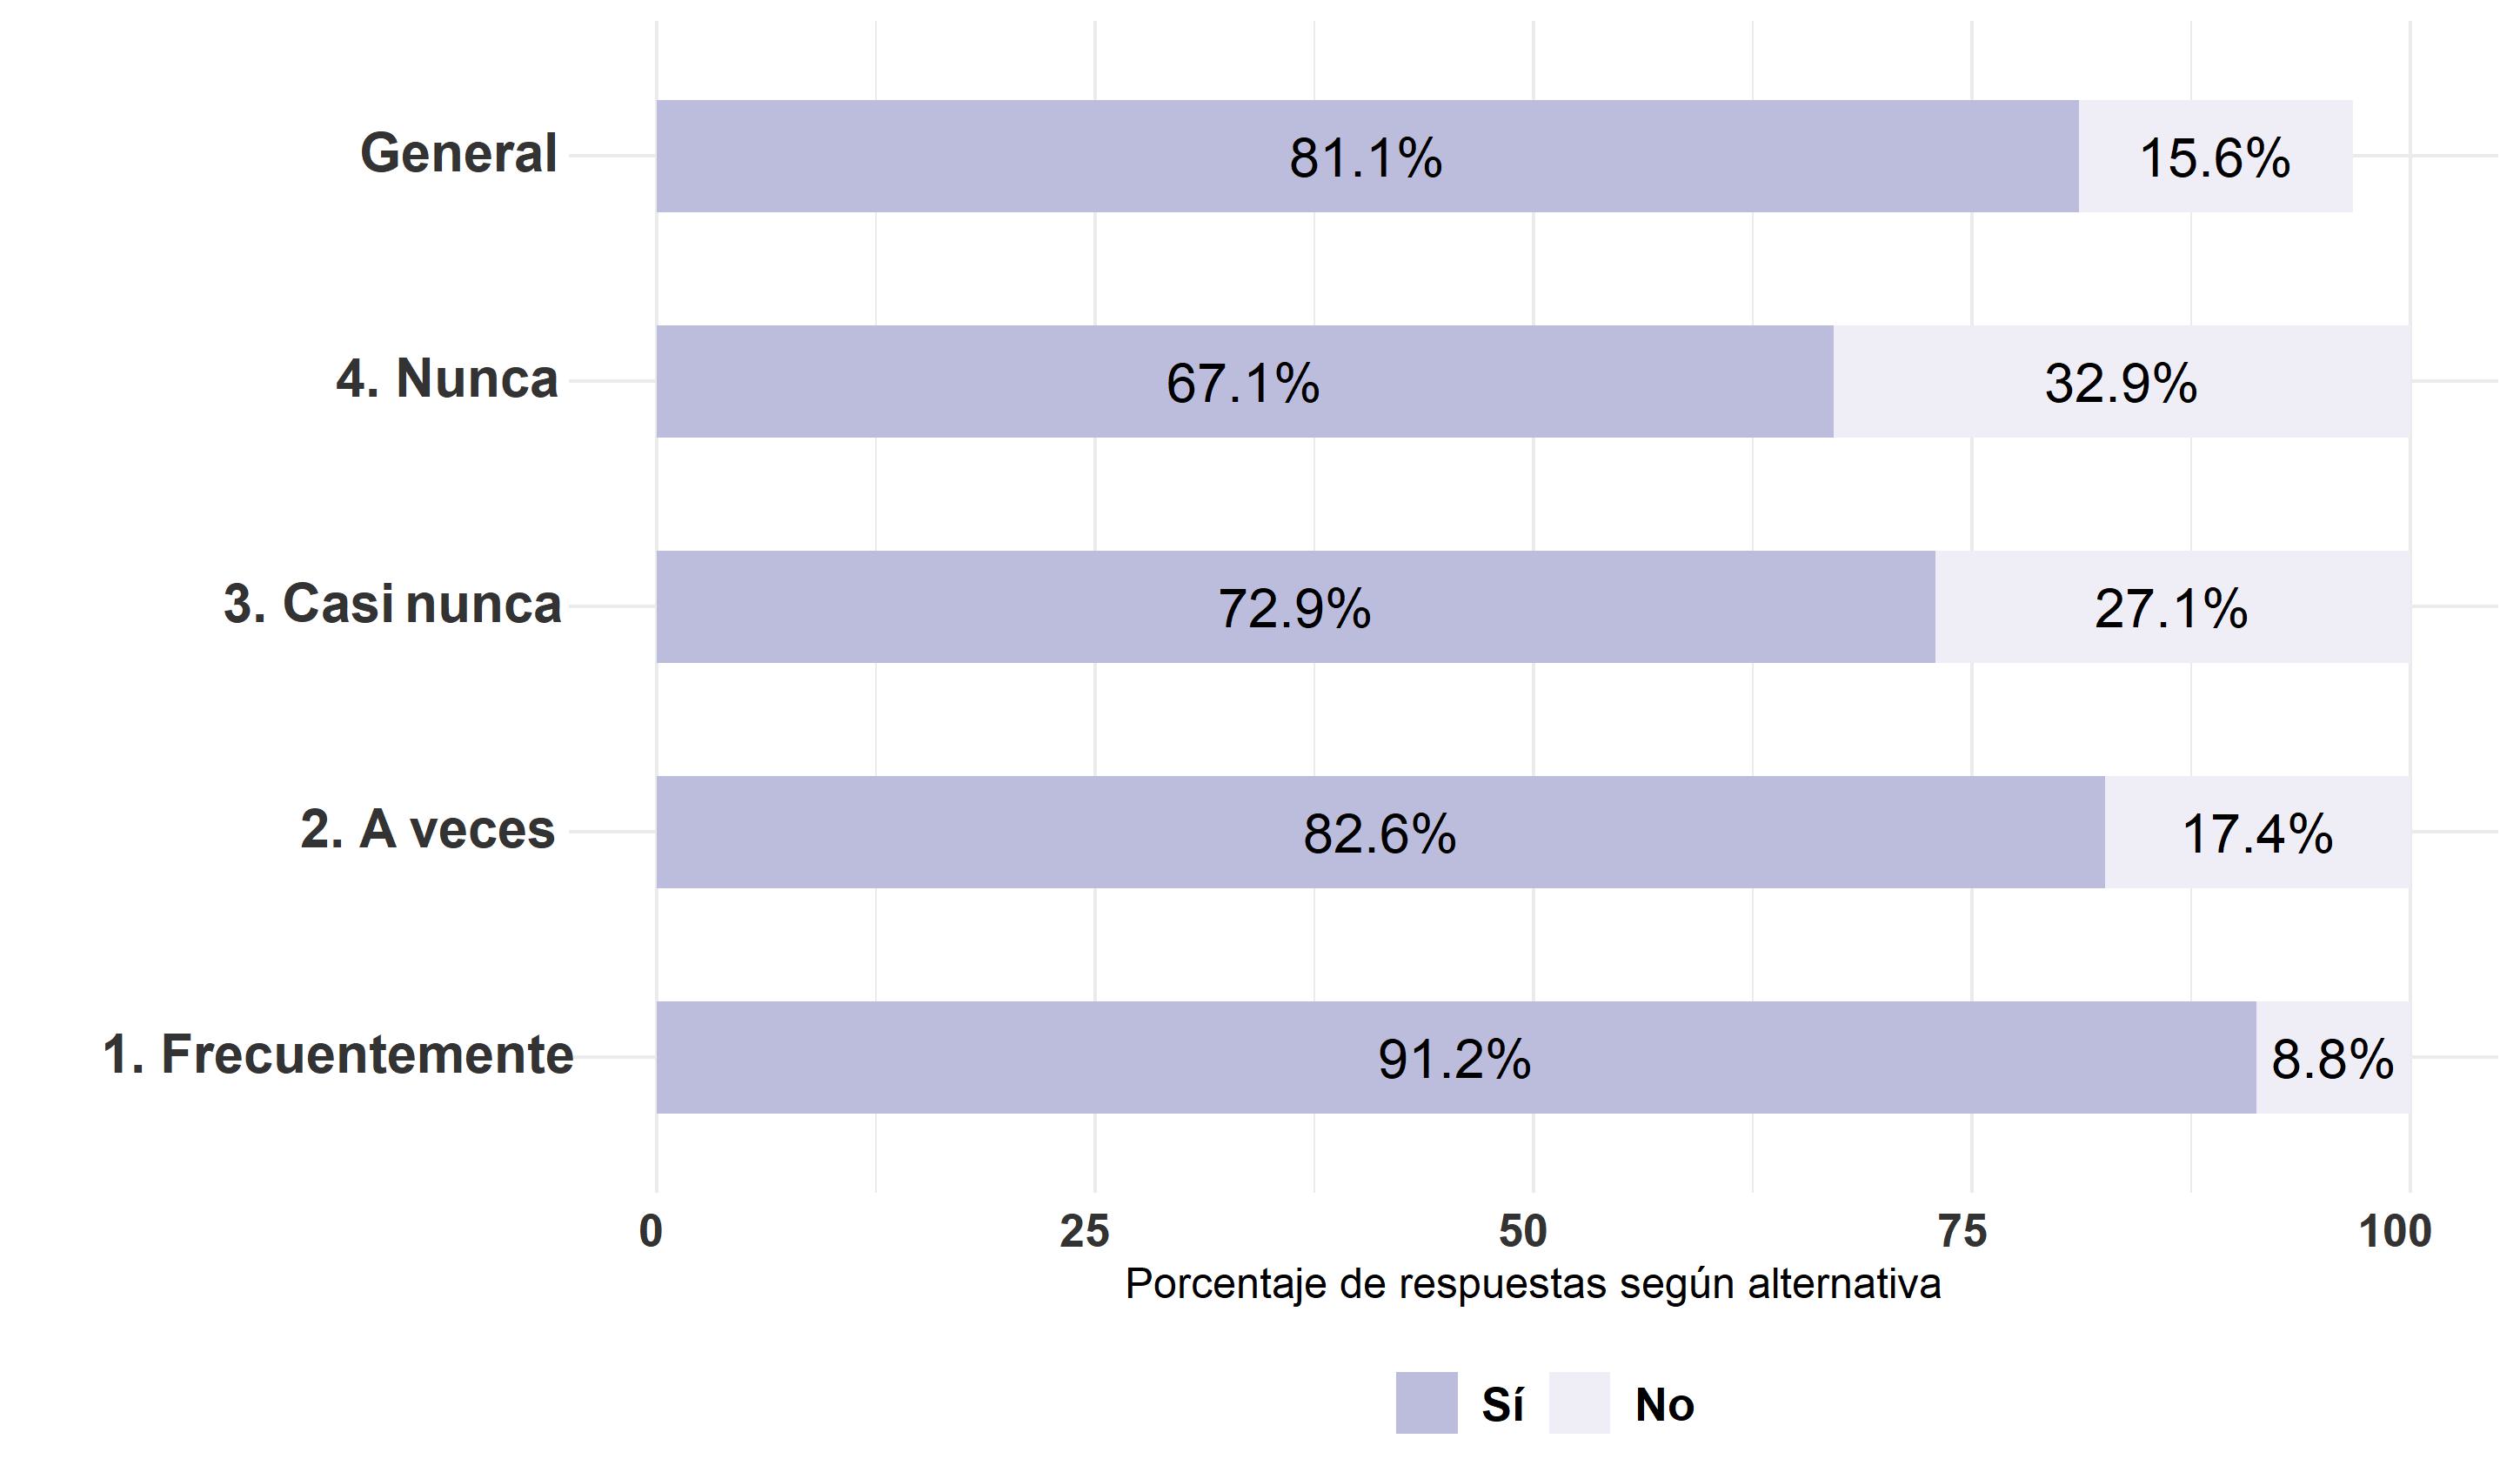 General 81.1% 15.6%
4. Nunca 67.1% 32.9%
3. Casi nunca 72.9% 27.1%
2. A veces 82.6% 17.4%
1. Frecuentemente 91.2% 8.8%
0 25 50 75 100
Porcentaje de respuestas según alternativa
Sí No